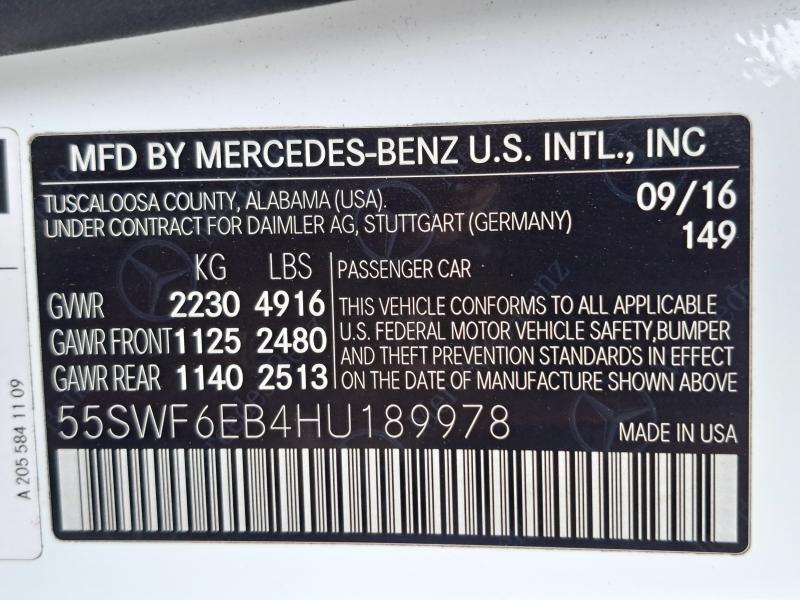 MFD BY MERCEDES-BENZ U.S. INTL., INC
TUSCALOOSA COUNTY, ALABAMA (USA).
UNDER CONTRACT FOR DAIMLER AG, STUTTGART (GERMANY)
09/16
149
KG LBS
GVWR 2230 4916
GAWR FRONT 1125 2480
GAWR REAR 1140 2513
PASSENGER CAR
THIS VEHICLE CONFORMS TO ALL APPLICABLE
U.S. FEDERAL MOTOR VEHICLE SAFETY,BUMPER
AND THEFT PREVENTION STANDARDS IN EFFECT
ON THE DATE OF MANUFACTURE SHOWN ABOVE.
55SWF6EB4HU189978
MADE IN USA
A 205 584 11 09